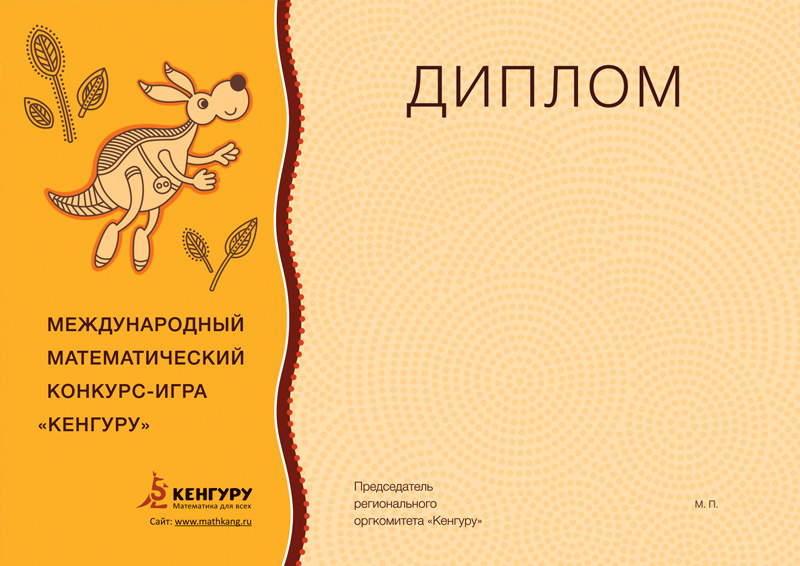 ДИПЛОМ
МЕЖДУНАРОДНЫЙ
МАТЕМАТИЧЕСКИЙ
КОНКУРС-ИГРА
«КЕНГУРУ»
КЕНГУРУ
Математика для всех
Сайт: www.mathkang.ru
Председатель
регионального
оргкомитета «Кенгуру»
М. П.